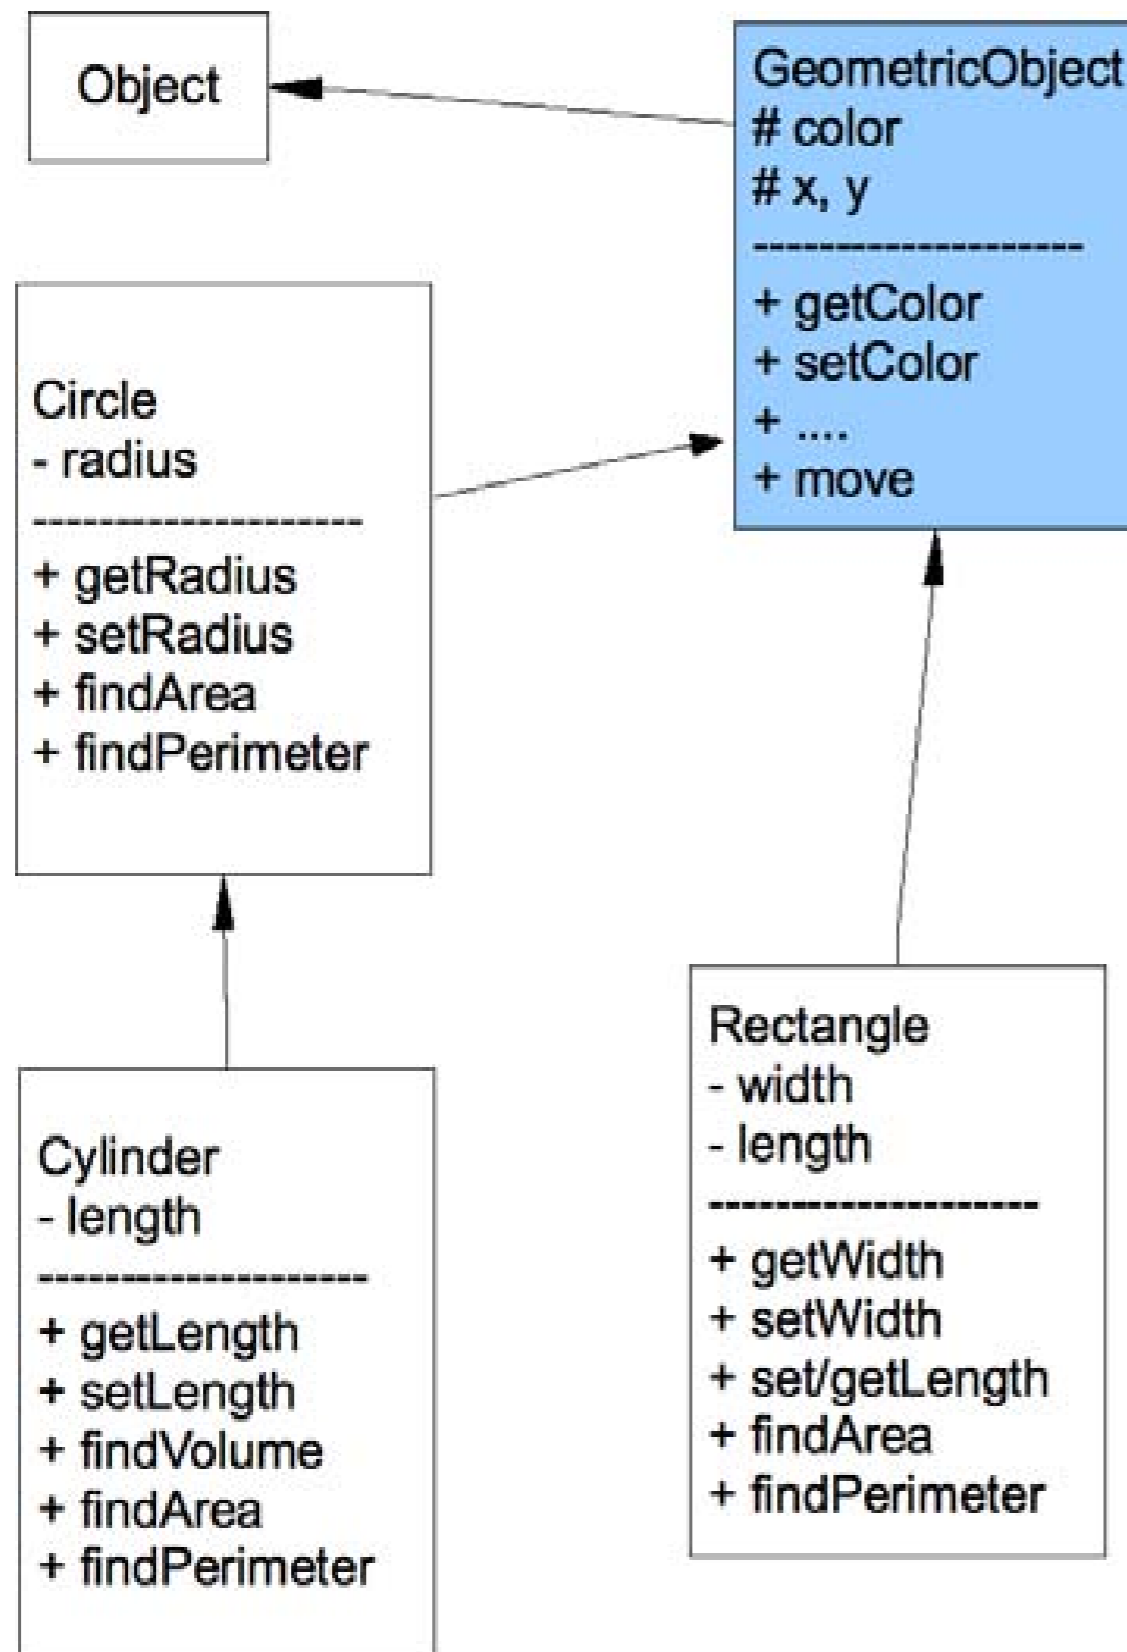 Object
GeometricObject
# color
# x, y
--------------------
+ getColor
+ setColor
+ ....
+ move
Circle
- radius
--------------------
+ getRadius
+ setRadius
+ findArea
+ findPerimeter
Cylinder
- length
--------------------
+ getLength
+ setLength
+ findVolume
+ findArea
+ findPerimeter
Rectangle
- width
- length
--------------------
+ getWidth
+ setWidth
+ set/getLength
+ findArea
+ findPerimeter